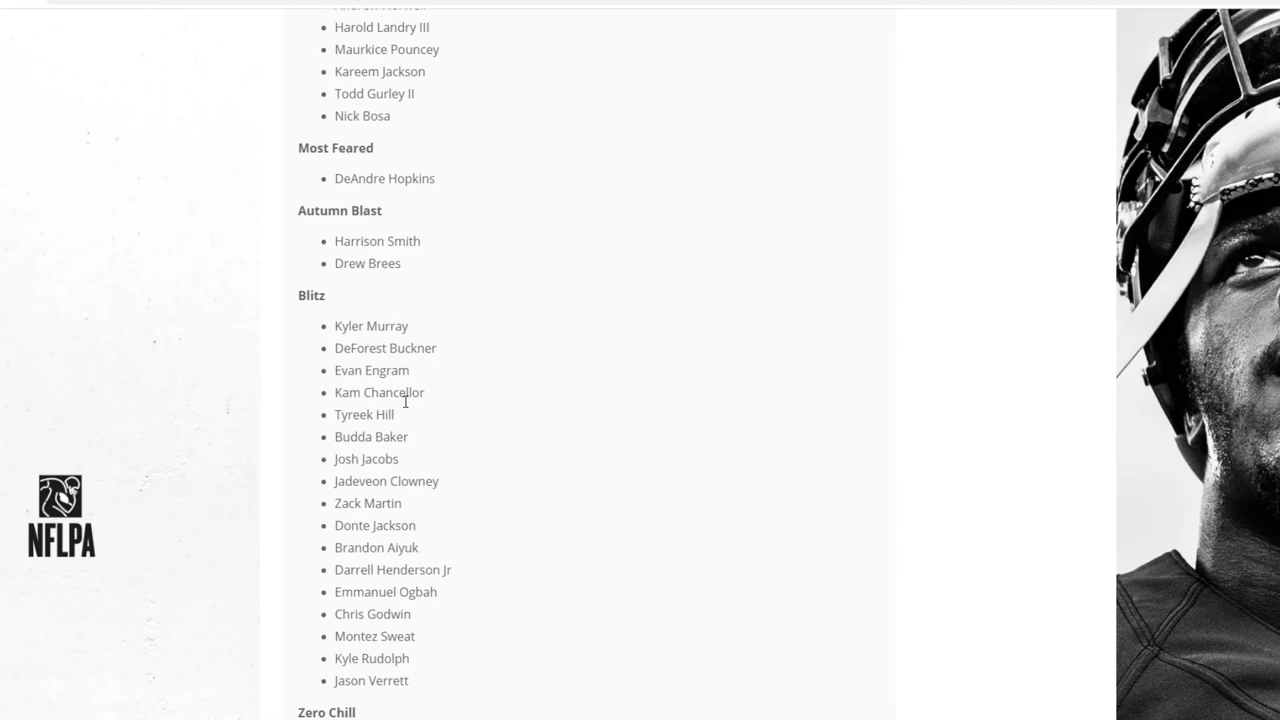 Harold Landry III
Maurkice Pouncey
Kareem Jackson
Todd Gurley II
Nick Bosa
Most Feared
DeAndre Hopkins
Autumn Blast
Harrison Smith
Drew Brees
Blitz
Kyler Murray
DeForest Buckner
Evan Engram
Kam Chancellor
Tyreek Hill
Budda Baker
Josh Jacobs
Jadeveon Clowney
Zack Martin
Donte Jackson
Brandon Aiyuk
Darrell Henderson Jr
Emmanuel Ogbah
Chris Godwin
Montez Sweat
Kyle Rudolph
Jason Verrett
Zero Chill
NFLPA